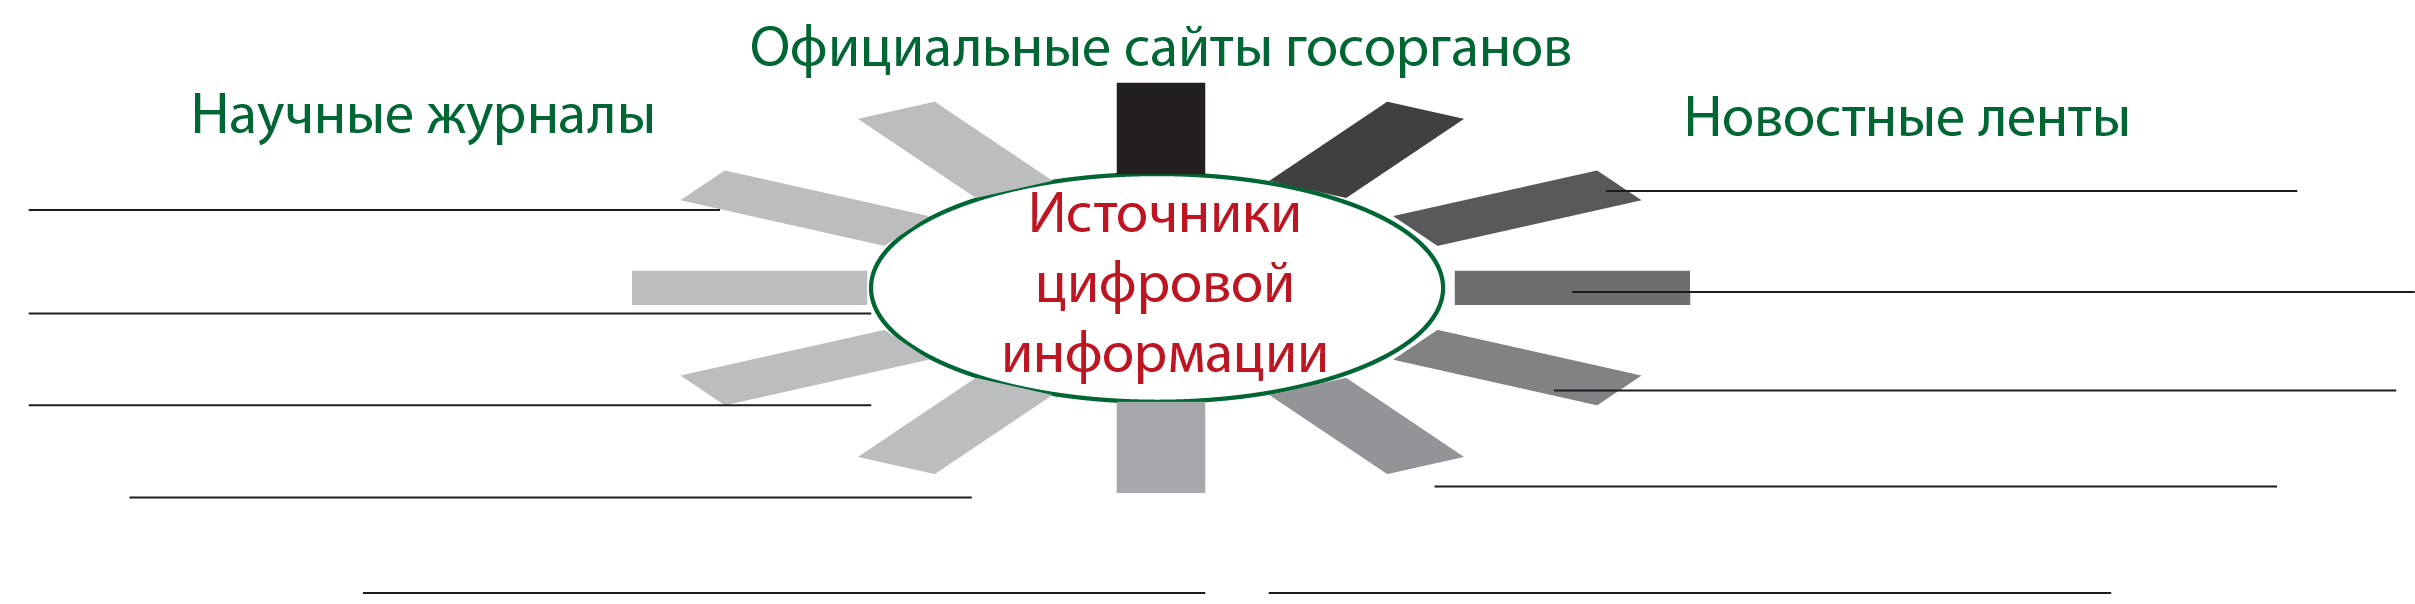 Официальные сайты госорганов
Научные журналы
Новостные ленты
Источники
цифровой
информации